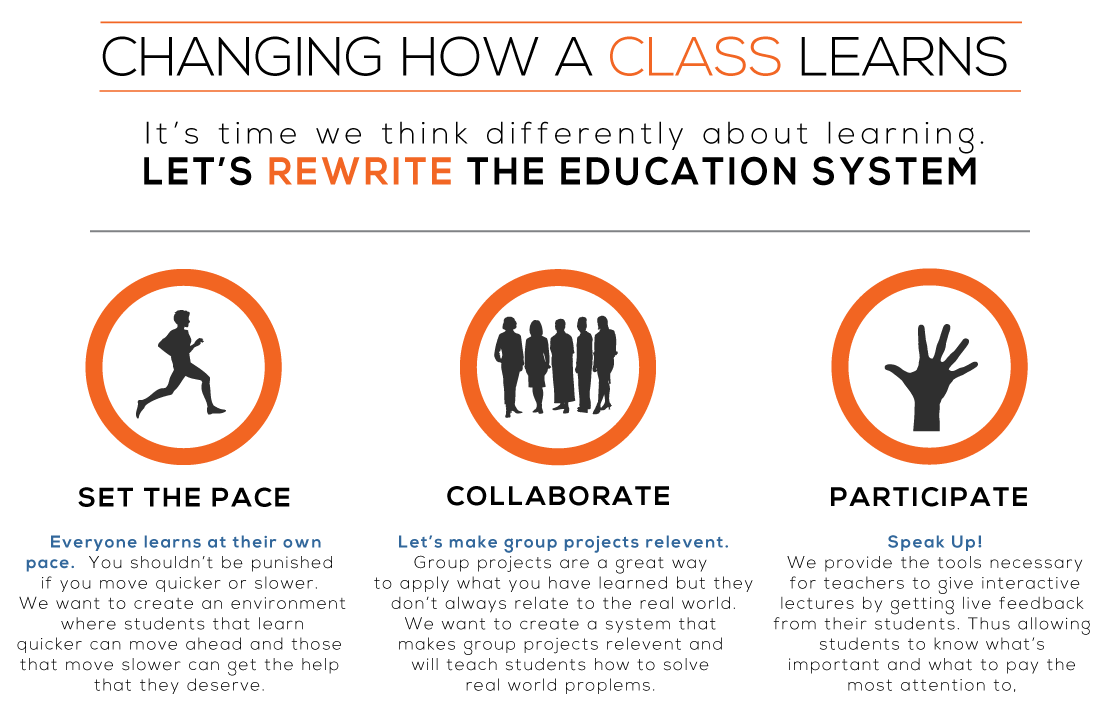 CHANGING HOW A CLASS LEARNS
It's time we think differently about learning.
LET'S REWRITE THE EDUCATION SYSTEM
SET THE PACE
Everyone learns at their own
pace. You shouldn't be punished
if you move quicker or slower.
We want to create an environment
where students that learn
quicker can move ahead and those
that move slower can get the help
that they deserve.
COLLABORATE
Let's make group projects relevent.
Group projects are a great way
to apply what you have learned but they
don't always relate to the real world.
We want to create a system that
makes group projects relevent and
will teach students how to solve
real world proplems.
PARTICIPATE
Speak Up!
We provide the tools necessary
for teachers to give interactive
lectures by getting live feedback
from their students. Thus allowing
students to know what's
important and what to pay the
most attention to,